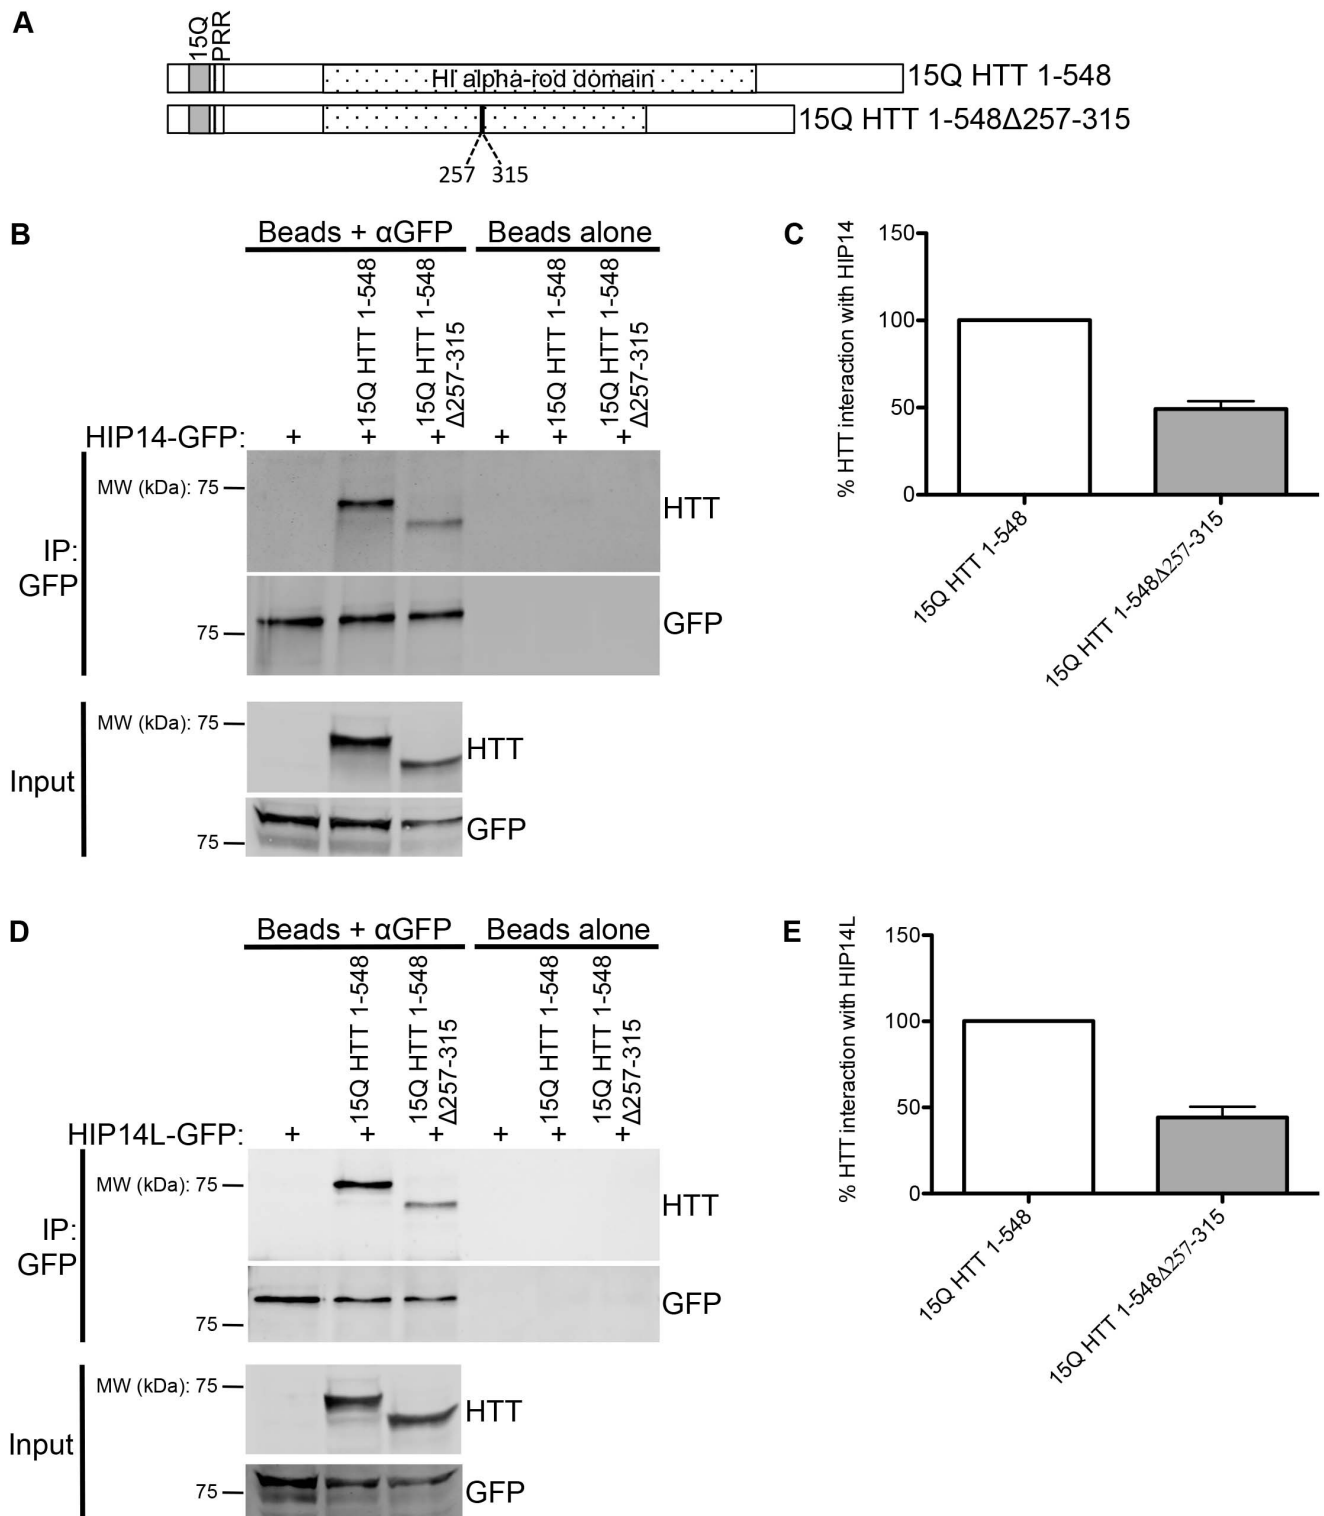 A
15Q
PRR
HI alpha-rod domain
15Q HTT 1-548
15Q HTT 1-548Δ257-315
257 315
B
Beads + αGFP
Beads alone
15Q HTT 1-548
15Q HTT 1-548
Δ257-315
15Q HTT 1-548
15Q HTT 1-548
Δ257-315
HIP14-GFP: + + + + + +
MW (kDa): 75
HTT
IP:
GFP
GFP
75
MW (kDa): 75
HTT
Input
GFP
75
C
% HTT interaction with HIP14
150
100
50
0
15Q HTT 1-548
15Q HTT 1-548Δ257-315
D
Beads + αGFP
Beads alone
15Q HTT 1-548
15Q HTT 1-548
Δ257-315
15Q HTT 1-548
15Q HTT 1-548
Δ257-315
HIP14L-GFP: + + + + + +
MW (kDa): 75
HTT
IP:
GFP
GFP
75
MW (kDa): 75
HTT
Input
GFP
75
E
% HTT interaction with HIP14L
150
100
50
0
15Q HTT 1-548
15Q HTT 1-548Δ257-315